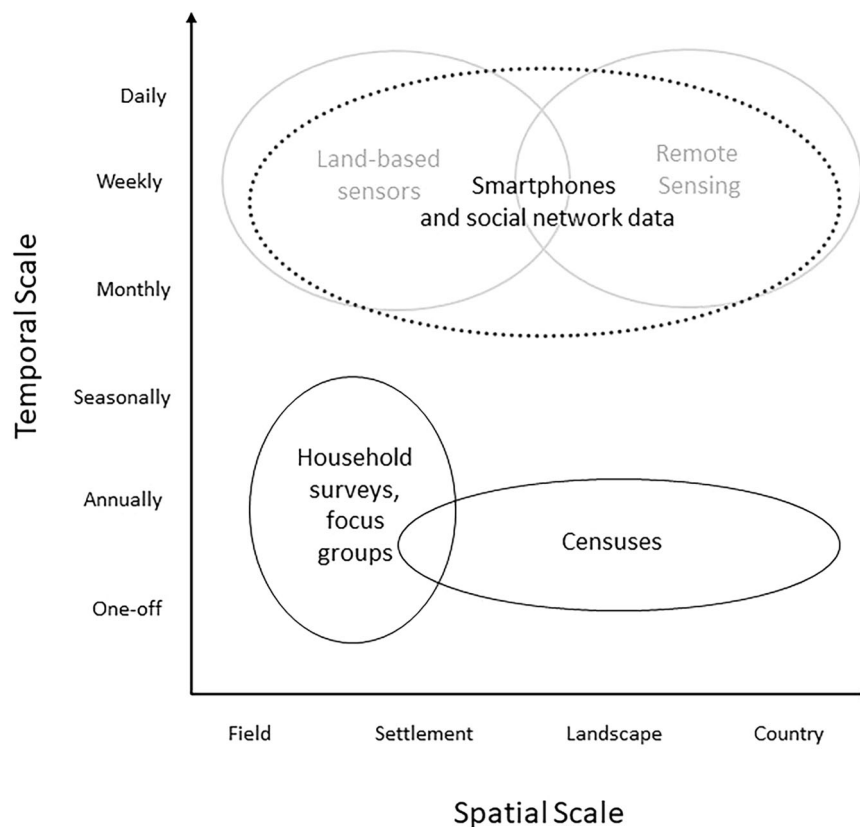 Temporal Scale
Daily
Weekly
Monthly
Seasonally
Annually
One-off
Land-based
sensors
Remote
Sensing
Smartphones
and social network data
Household
surveys,
focus
groups
Censuses
Field
Settlement
Landscape
Country
Spatial Scale